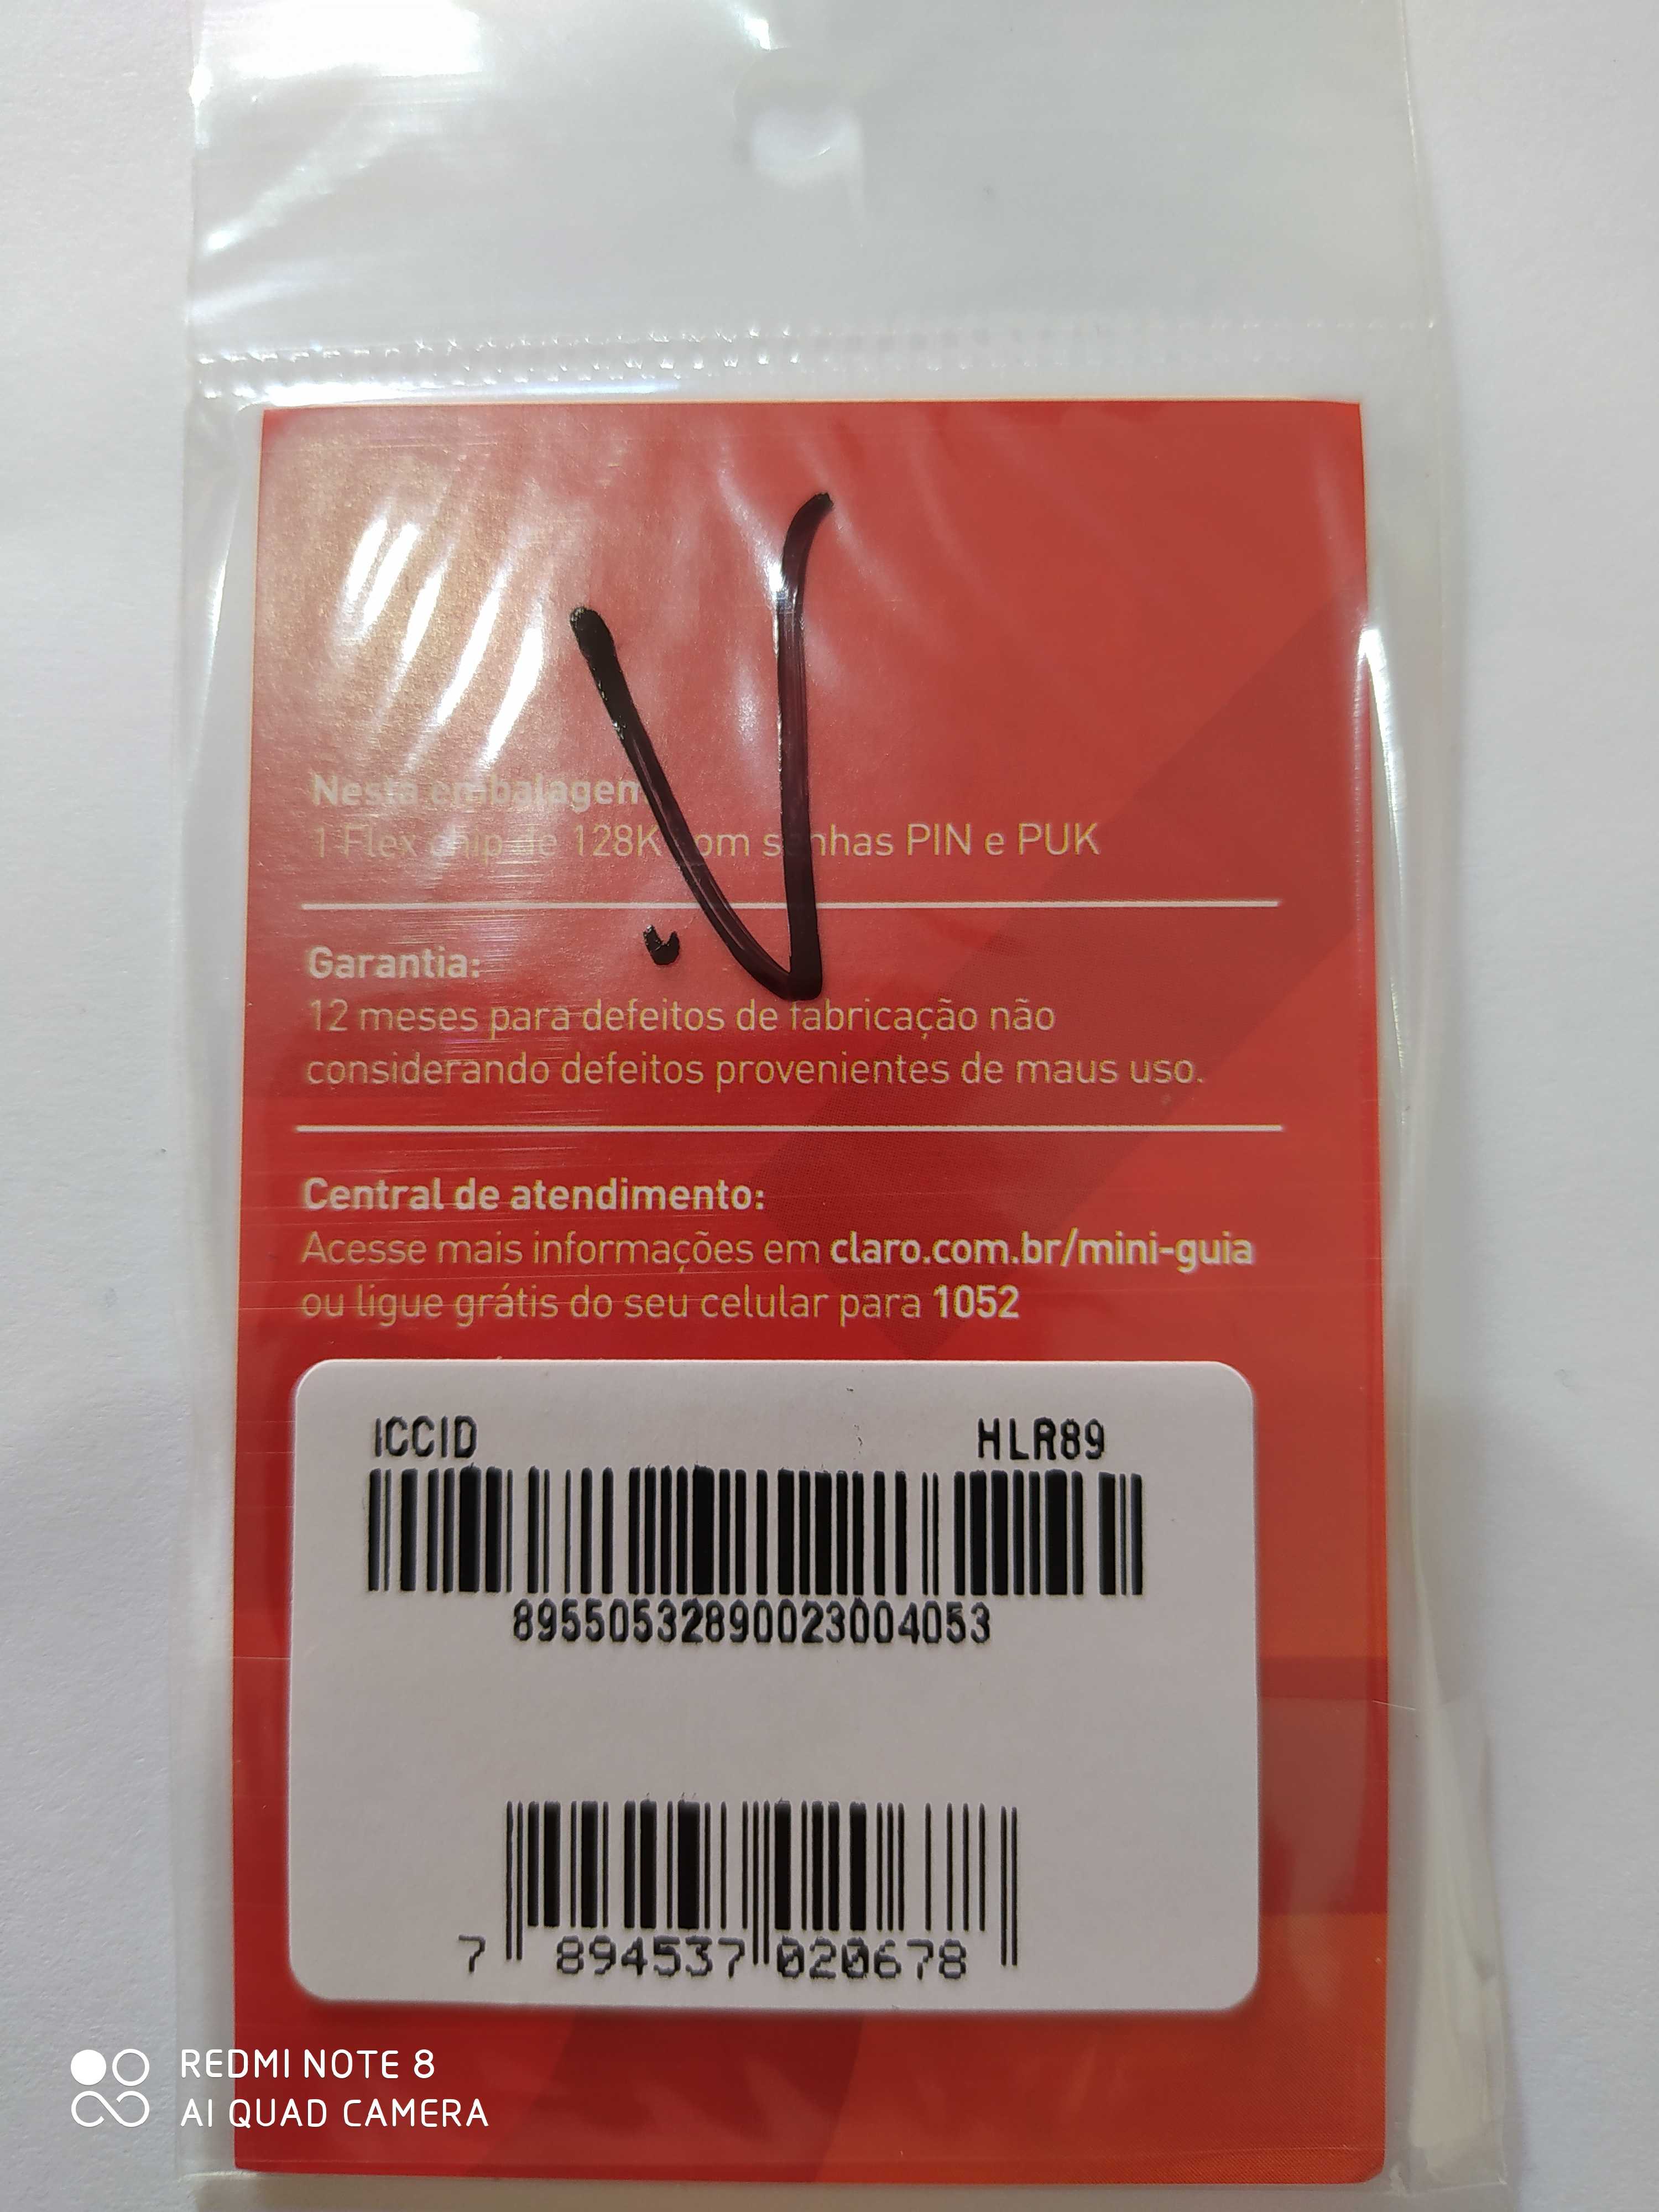 Nesta embalagem
1 Flex chip de 128K com senhas PIN e PUK
Garantia:
12 meses para defeitos de fabricação não
considerando defeitos provenientes de maus uso.
Central de atendimento:
Acesse mais informações em claro.com.br/mini-guia
ou ligue grátis do seu celular para 1052
ICCID HLR89
89550532890023004053
7 894537 020678
REDMI NOTE 8
AI QUAD CAMERA